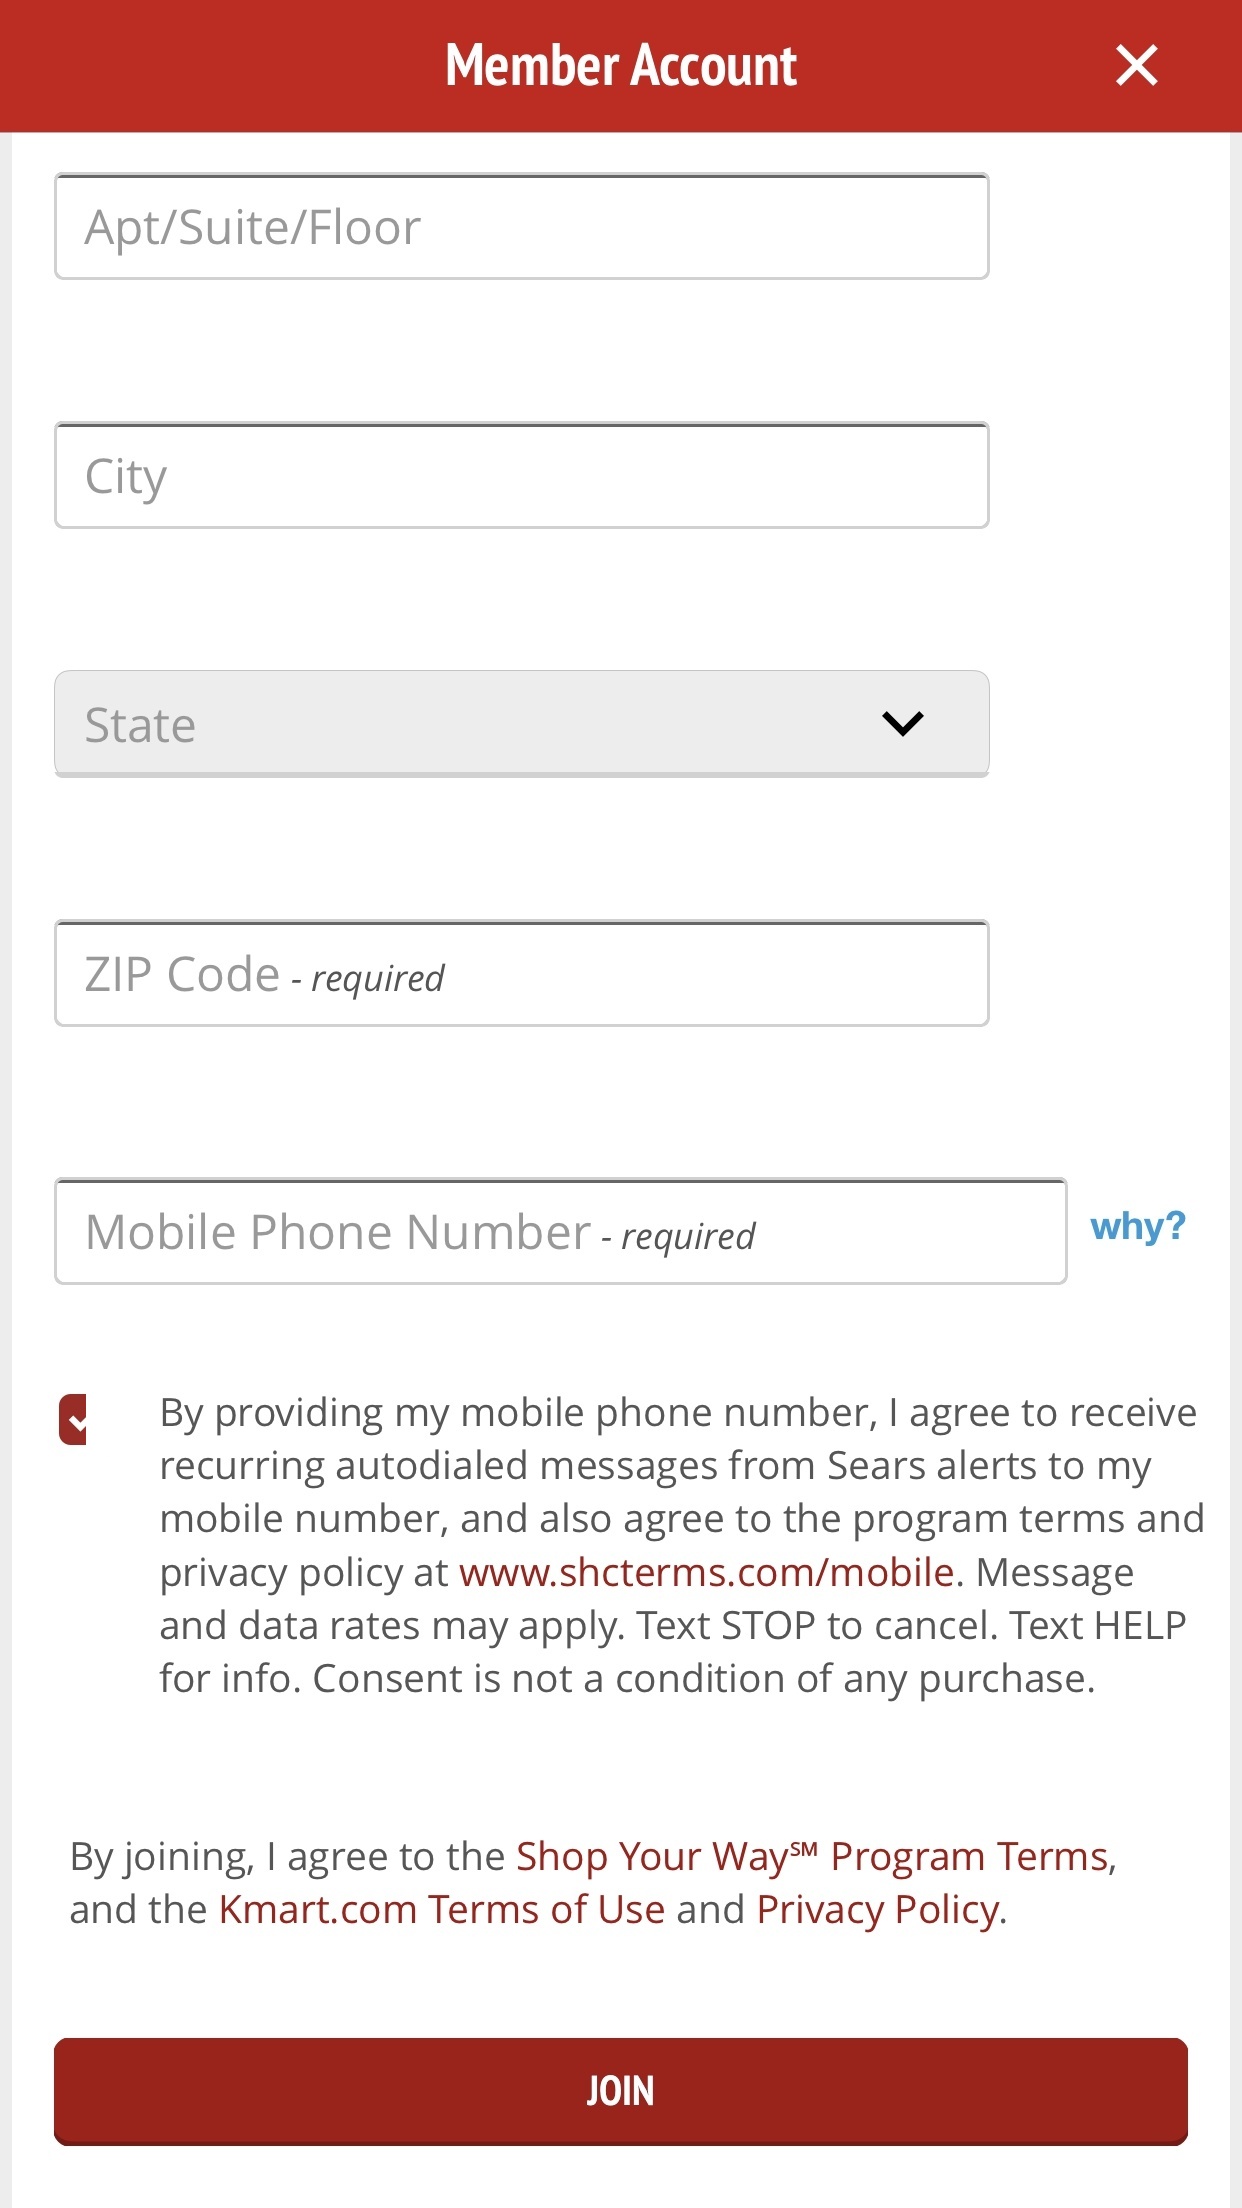 Member Account
Apt/Suite/Floor
City
State
ZIP Code - required
Mobile Phone Number - required
why?
By providing my mobile phone number, I agree to receive
recurring autodialed messages from Sears alerts to my
mobile number, and also agree to the program terms and
privacy policy at www.shcterms.com/mobile. Message
and data rates may apply. Text STOP to cancel. Text HELP
for info. Consent is not a condition of any purchase.
By joining, I agree to the Shop Your Way℠ Program Terms,
and the Kmart.com Terms of Use and Privacy Policy.
JOIN